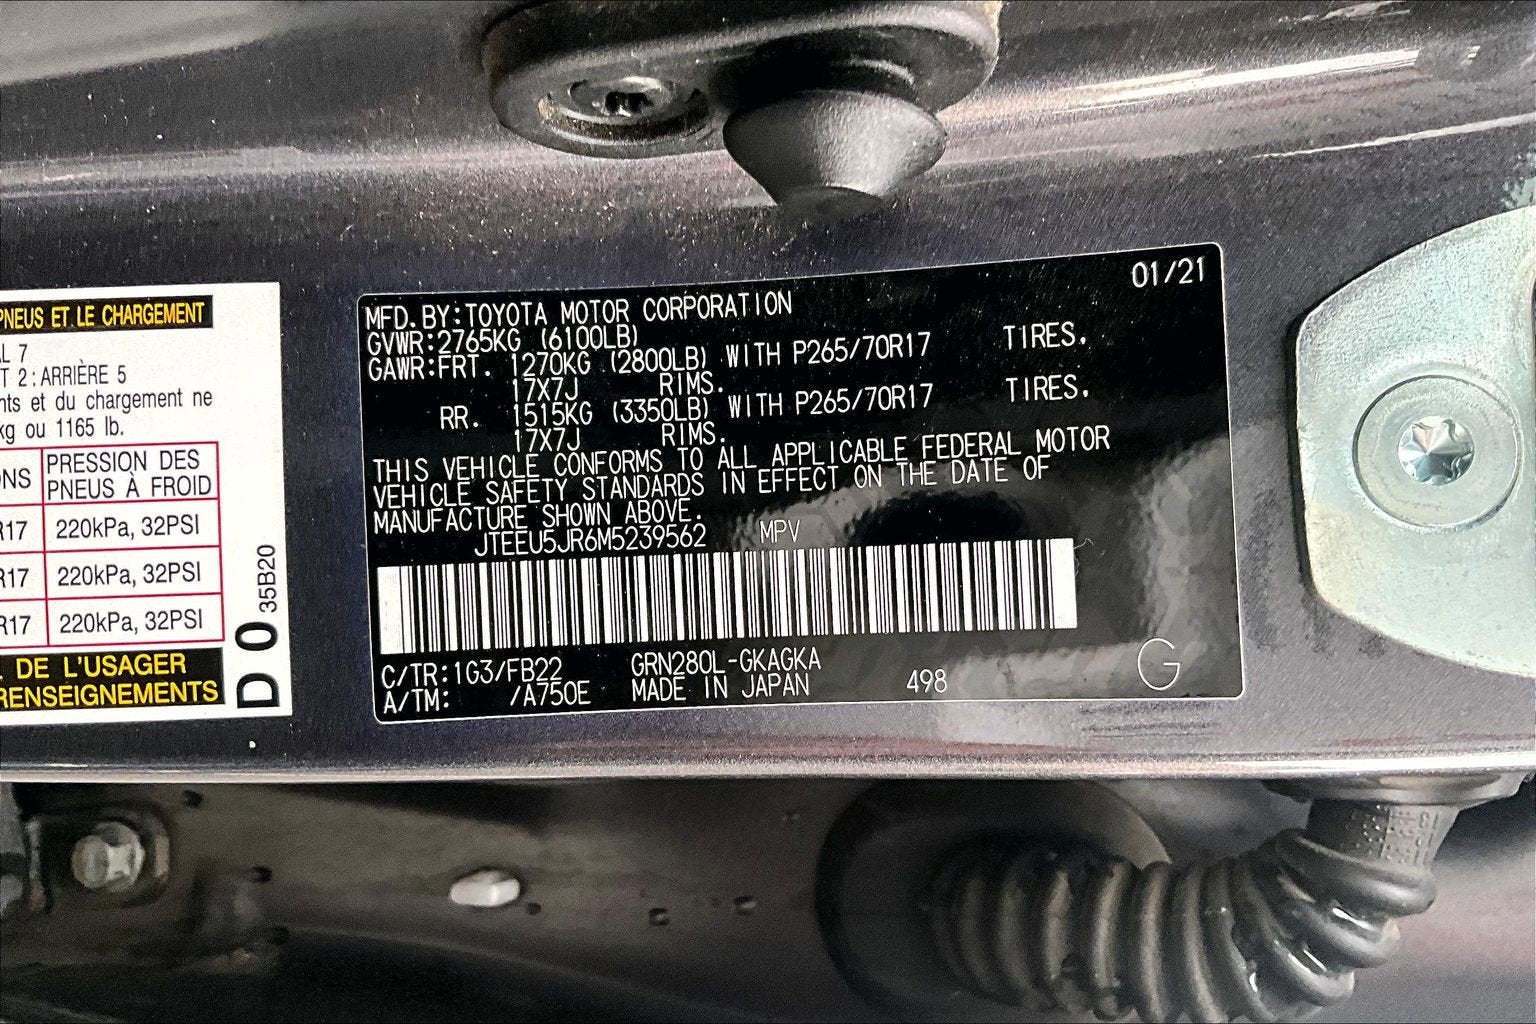 PNEUS ET LE CHARGEMENT
AL 7
T 2 : ARRIÈRE 5
nts et du chargement ne
kg ou 1165 lb.
ONS PRESSION DES
PNEUS À FROID
R17 220kPa, 32PSI
R17 220kPa, 32PSI
R17 220kPa, 32PSI
DE L'USAGER
RENSEIGNEMENTS
D 0 35B20
01/21
MFD. BY: TOYOTA MOTOR CORPORATION
GVWR: 2765KG (6100LB)
GAWR: FRT. 1270KG (2800LB) WITH P265/70R17 TIRES.
17X7J RIMS.
RR. 1515KG (3350LB) WITH P265/70R17 TIRES.
17X7J RIMS.
THIS VEHICLE CONFORMS TO ALL APPLICABLE FEDERAL MOTOR
VEHICLE SAFETY STANDARDS IN EFFECT ON THE DATE OF
MANUFACTURE SHOWN ABOVE.
JTEEU5JR6M5239562 MPV
C/TR: 1G3/FB22 GRN280L-GKAGKA
A/TM: /A750E MADE IN JAPAN 498 G